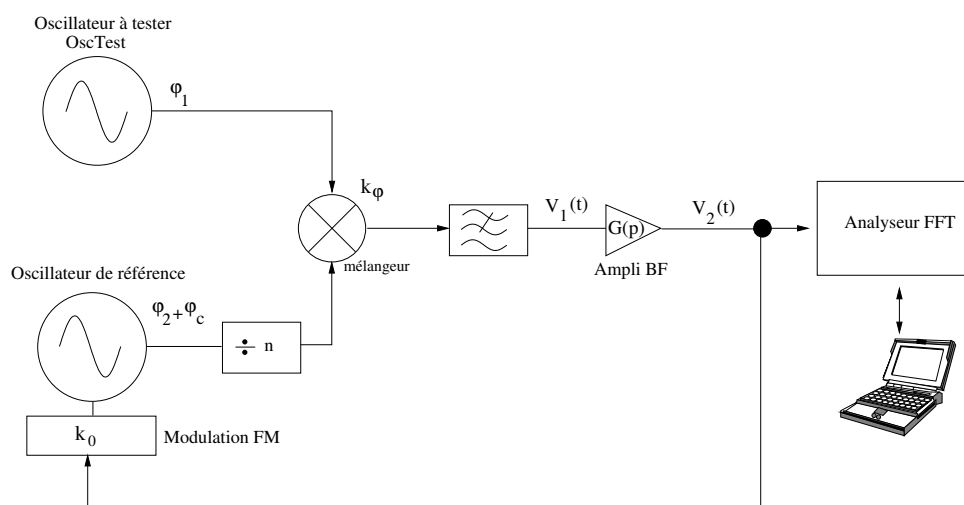 Oscillateur à tester
OscTest
φ1
kφ
V1(t)
V2(t)
G(p)
Analyseur FFT
Ampli BF
mélangeur
Oscillateur de référence
φ2+φc
÷ n
k0
Modulation FM